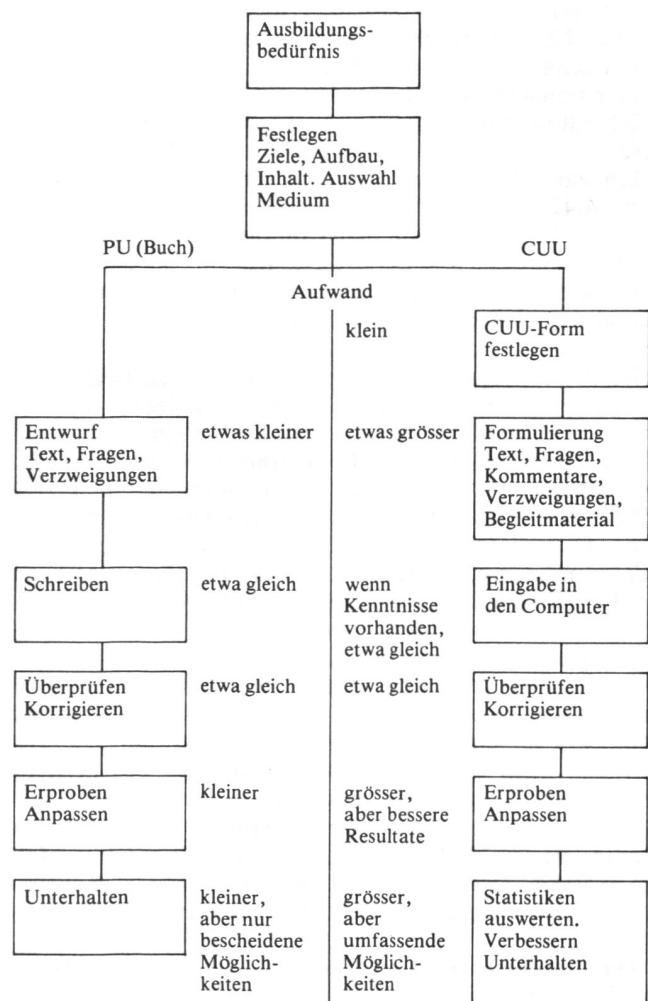 Ausbildungs-
bedürfnis
Festlegen
Ziele, Aufbau,
Inhalt. Auswahl
Medium
PU (Buch)
CUU
Aufwand
klein
CUU-Form
festlegen
Entwurf
Text, Fragen,
Verzweigungen
etwas kleiner
etwas grösser
Formulierung
Text, Fragen,
Kommentare,
Verzweigungen,
Begleitmaterial
Schreiben
etwa gleich
wenn
Kenntnisse
vorhanden,
etwa gleich
Eingabe in
den Computer
Überprüfen
Korrigieren
etwa gleich
etwa gleich
Überprüfen
Korrigieren
Erproben
Anpassen
kleiner
grösser,
aber bessere
Resultate
Erproben
Anpassen
Unterhalten
kleiner,
aber nur
bescheidene
Möglich-
keiten
grösser,
aber
umfassende
Möglich-
keiten
Statistiken
auswerten.
Verbessern
Unterhalten